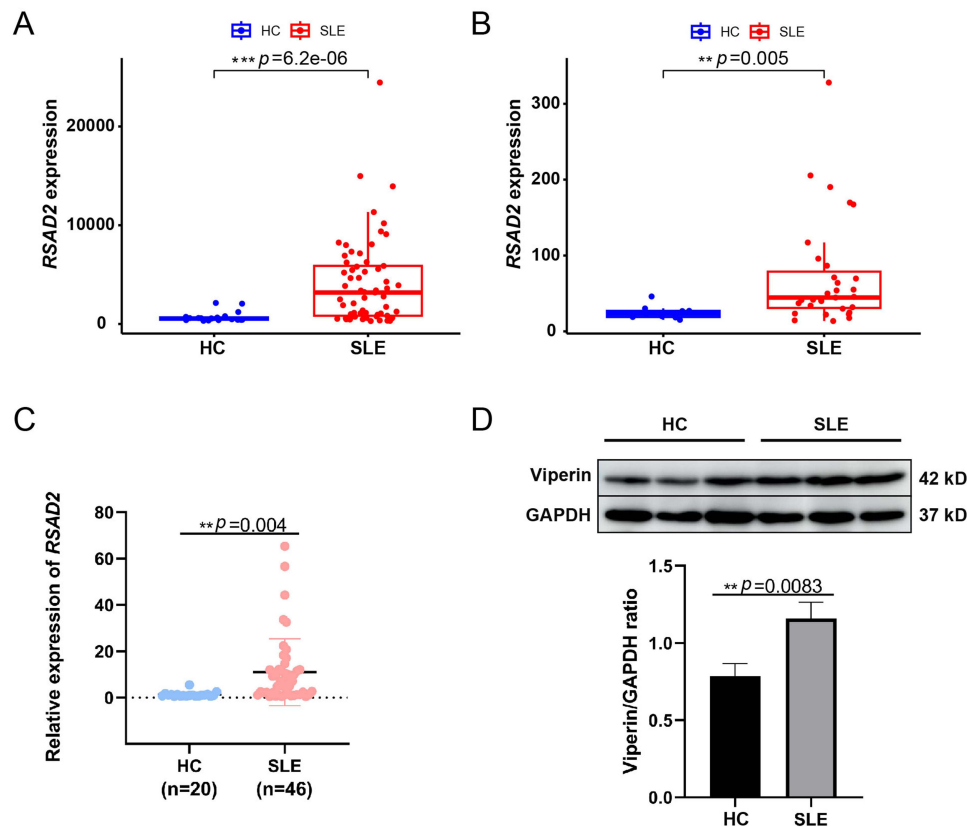 A
HC SLE
*** p=6.2e-06
RSAD2 expression
20000
10000
0
HC SLE
B
HC SLE
** p=0.005
RSAD2 expression
300
200
100
0
HC SLE
C
Relative expression of RSAD2
**p=0.004
80
60
40
20
0
HC SLE
(n=20) (n=46)
D
HC SLE
Viperin 42 kD
GAPDH 37 kD
Viperin/GAPDH ratio
** p=0.0083
1.5
1.0
0.5
0.0
HC SLE